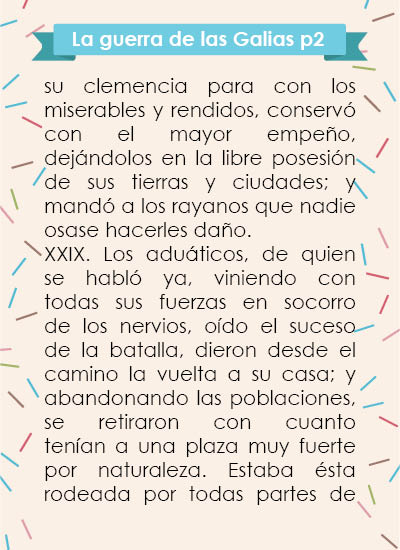 La guerra de las Galias p2
su clemencia para con los
miserables y rendidos, conservó
con el mayor empeño,
dejándolos en la libre posesión
de sus tierras y ciudades; y
mandó a los rayanos que nadie
osase hacerles daño.
XXIX. Los aduáticos, de quien
se habló ya, viniendo con
todas sus fuerzas en socorro
de los nervios, oído el suceso
de la batalla, dieron desde el
camino la vuelta a su casa; y
abandonando las poblaciones,
se retiraron con cuanto
tenían a una plaza muy fuerte
por naturaleza. Estaba ésta
rodeada por todas partes de